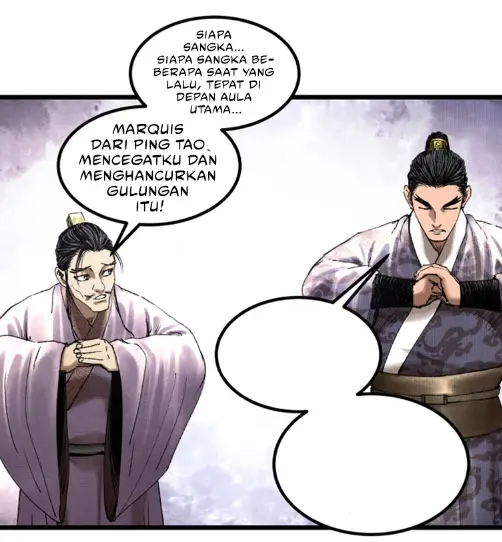 SIAPA
SANGKA...
SIAPA SANGKA BE-
BERAPA SAAT YANG
LALU, TEPAT DI
DEPAN AULA
UTAMA...
MARQUIS
DARI PING TAO
MENCEGATKU DAN
MENGHANCURKAN
GULUNGAN
ITU!